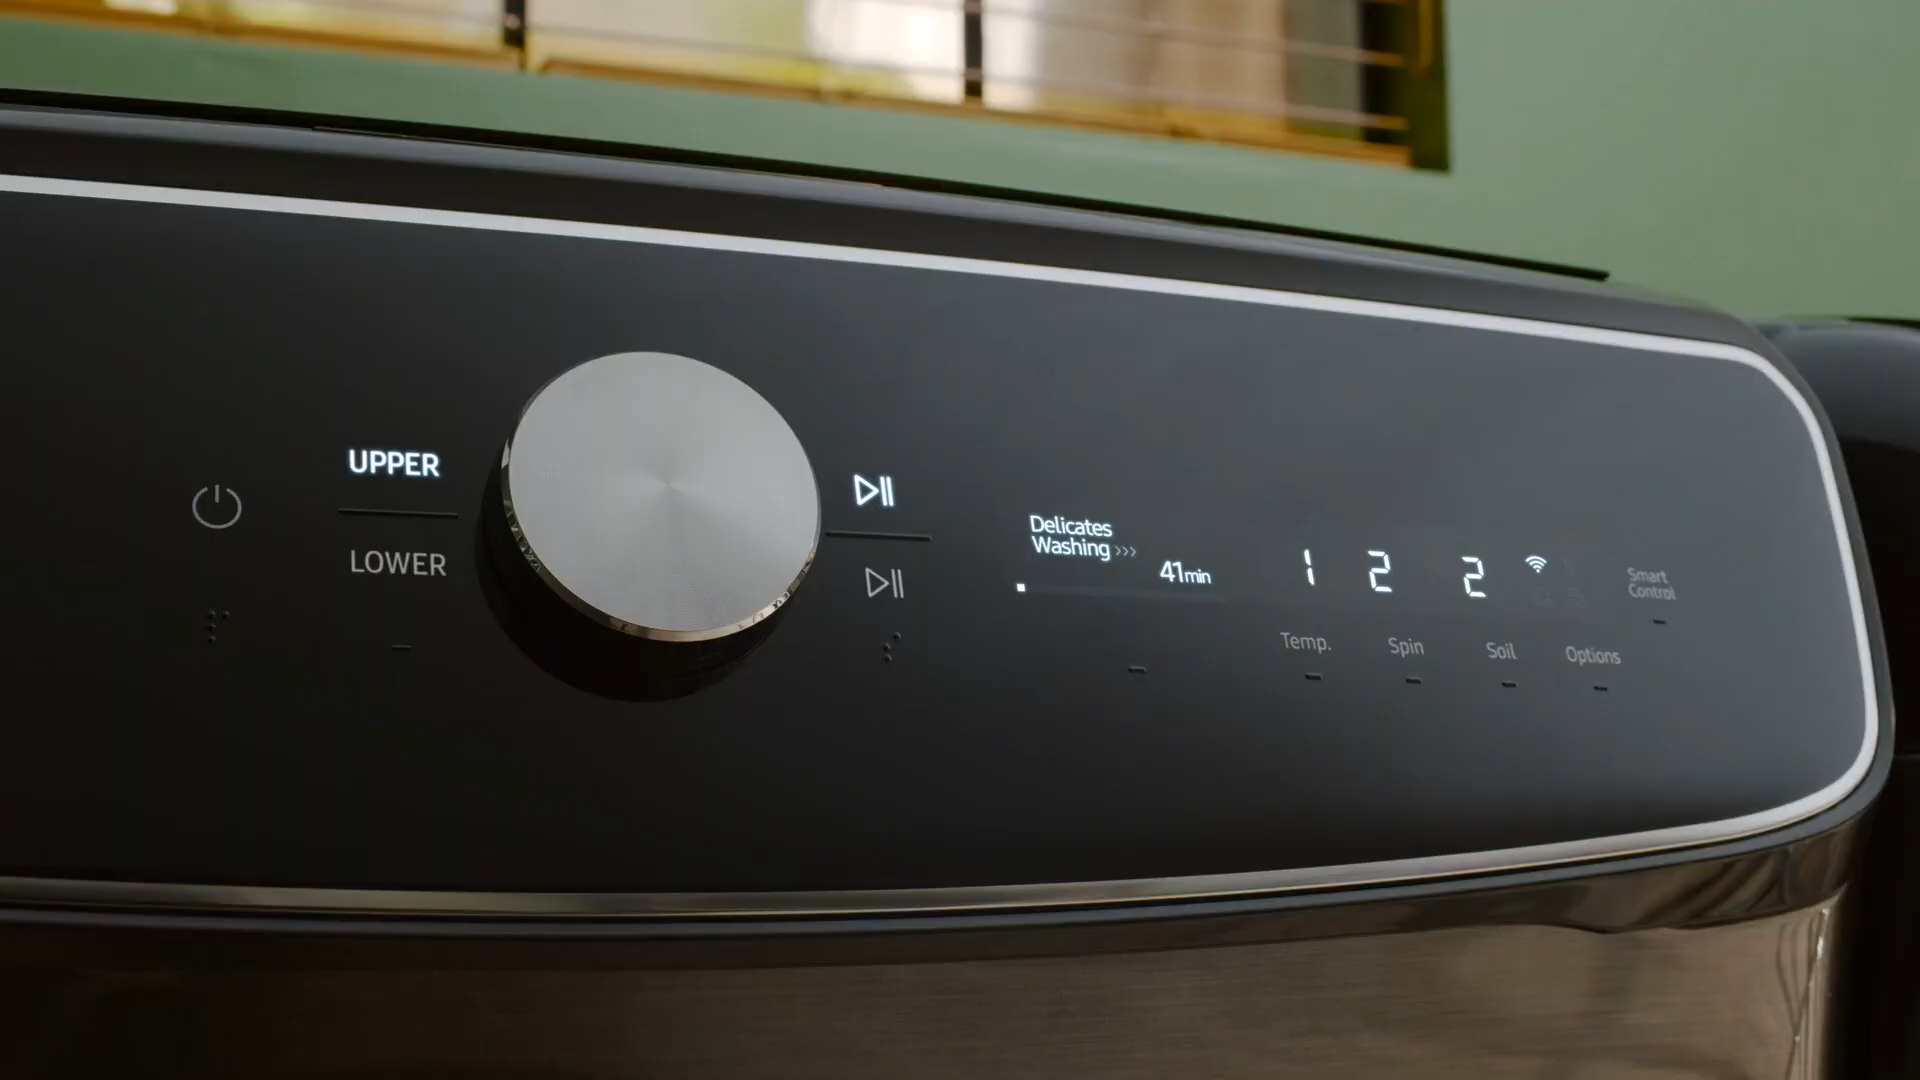 UPPER
LOWER
Delicates
Washing >>>
41min
1 2 2
Temp. Spin Soil Options
Smart
Control